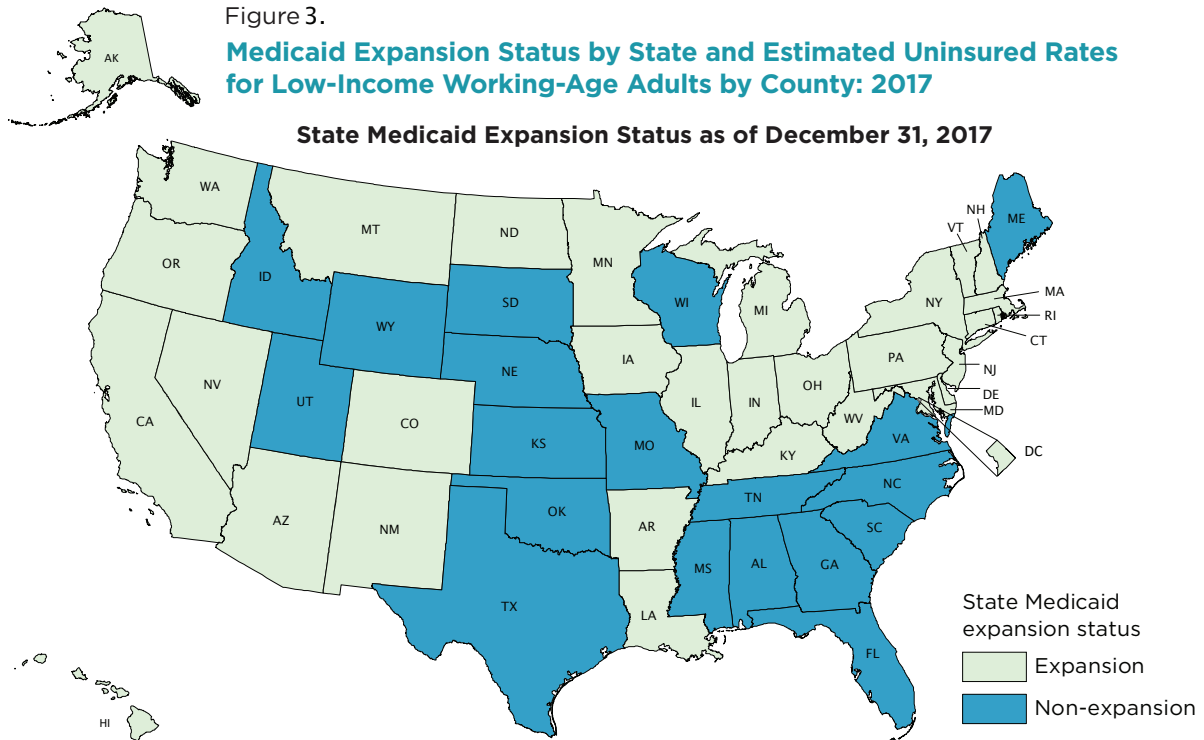 Figure 3.
Medicaid Expansion Status by State and Estimated Uninsured Rates
for Low-Income Working-Age Adults by County: 2017
State Medicaid Expansion Status as of December 31, 2017
AK
WA
MT
ND
MN
OR
ID
WY
SD
WI
MI
NH
VT
ME
NY
MA
RI
CT
NV
UT
CO
NE
IA
IL
IN
OH
PA
NJ
DE
MD
DC
CA
KS
MO
KY
WV
VA
AZ
NM
OK
AR
TN
NC
SC
TX
LA
MS
AL
GA
FL
HI
State Medicaid
expansion status
Expansion
Non-expansion